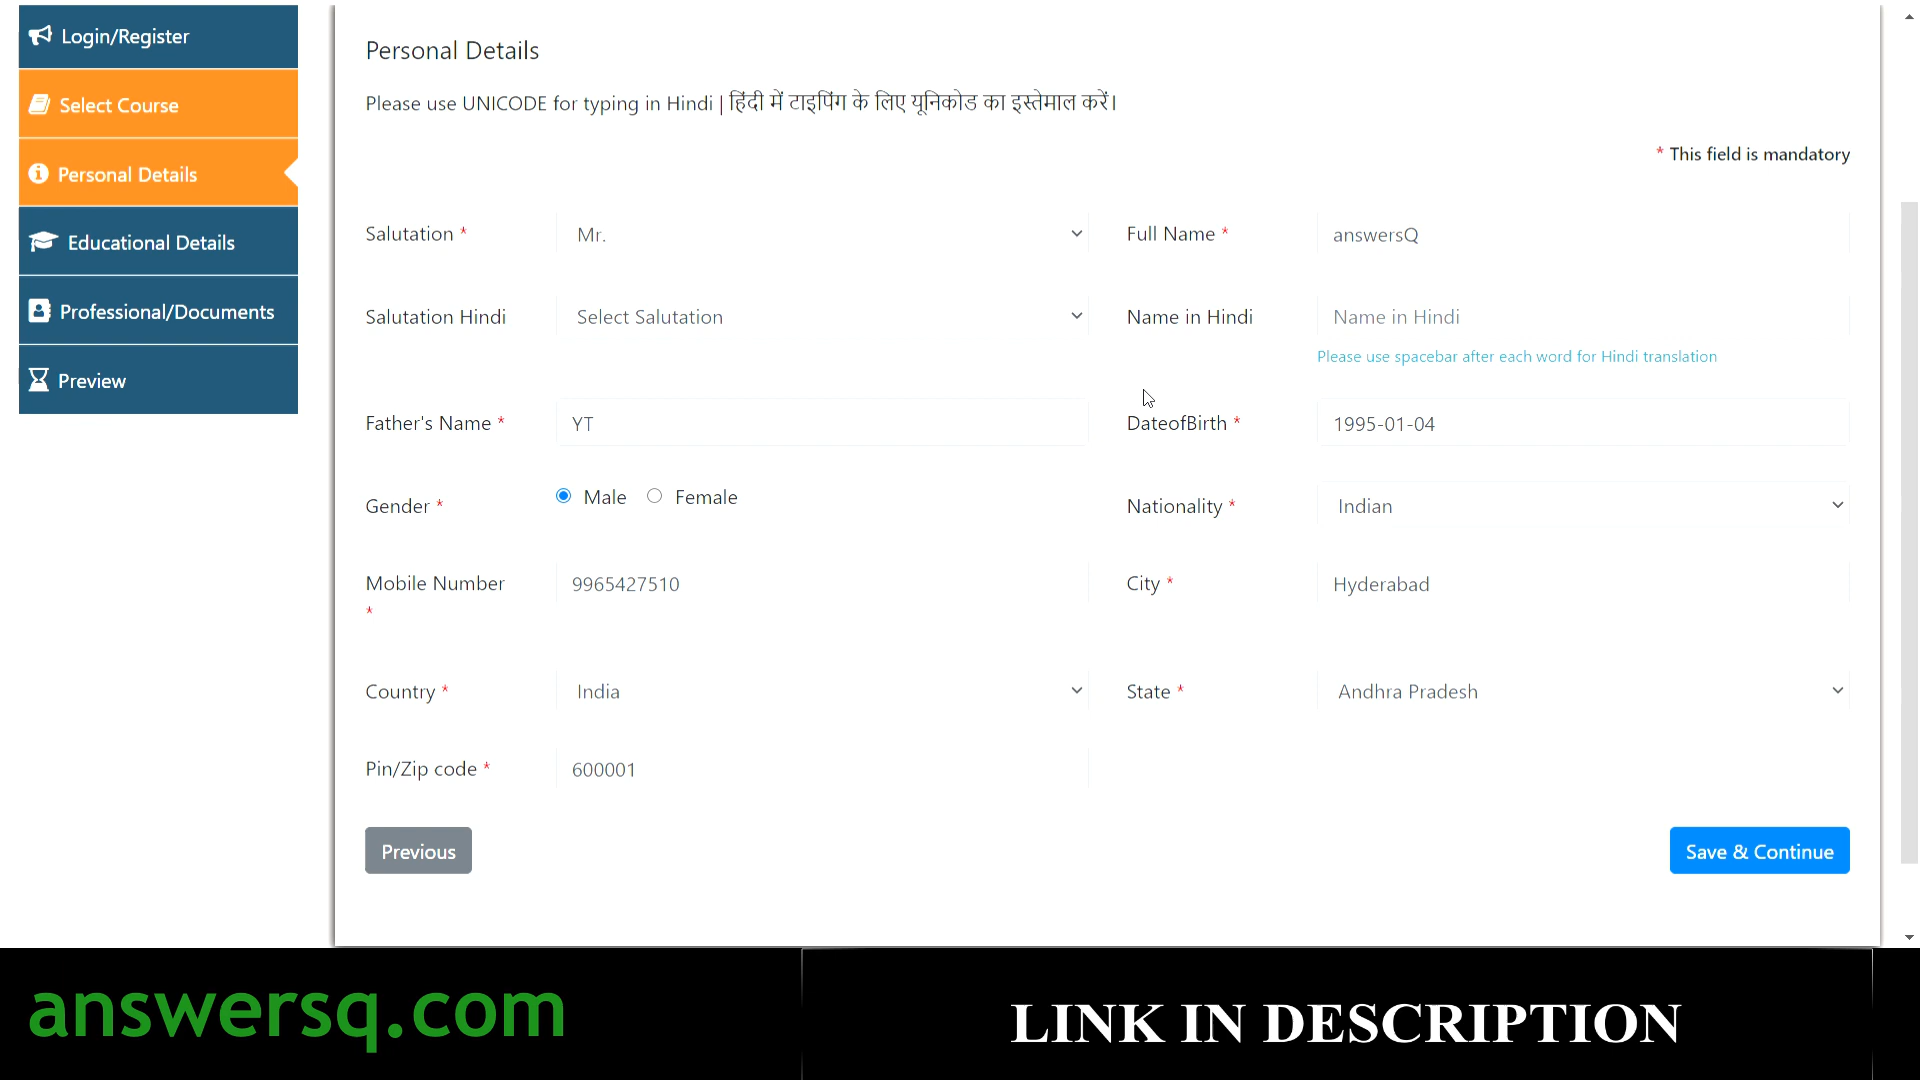 Login/Register
Select Course
Personal Details
Educational Details
Professional/Documents
Preview
Personal Details
Please use UNICODE for typing in Hindi | हिंदी में टाइपिंग के लिए यूनिकोड का इस्तेमाल करें।
* This field is mandatory
Salutation * Mr. Full Name * answersQ
Salutation Hindi Select Salutation Name in Hindi Name in Hindi
Please use spacebar after each word for Hindi translation
Father's Name * YT DateofBirth * 1995-01-04
Gender * Male Female Nationality * Indian
Mobile Number * 9965427510 City * Hyderabad
Country * India State * Andhra Pradesh
Pin/Zip code * 600001
Previous Save & Continue
answersq.com LINK IN DESCRIPTION